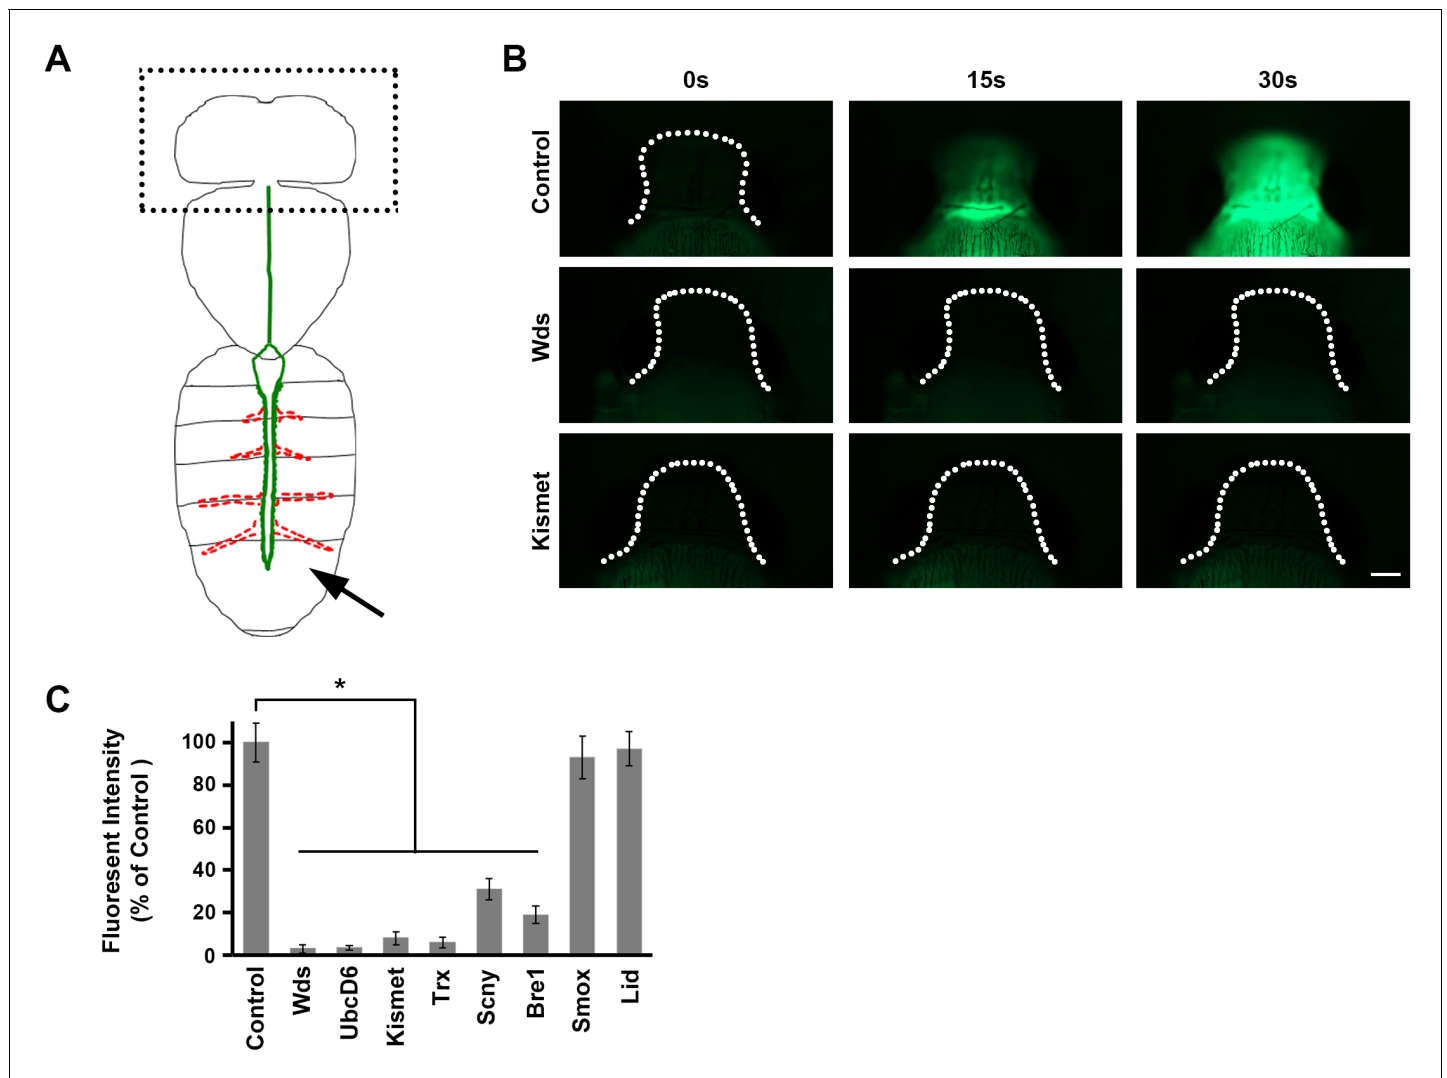 A
B
0s
15s
30s
Control
Wds
Kismet
C
*
Fluoresent Intensity
(% of Control )
100
80
60
40
20
0
Control
Wds
UbcD6
Kismet
Trx
Scny
Bre1
Smox
Lid